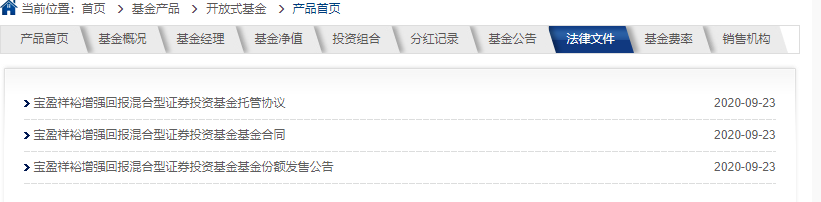 当前位置：首页 > 基金产品 > 开放式基金 > 产品首页
产品首页 基金概况 基金经理 基金净值 投资组合 分红记录 基金公告 法律文件 基金费率 销售机构
宝盈祥裕增强回报混合型证券投资基金托管协议 2020-09-23
宝盈祥裕增强回报混合型证券投资基金基金合同 2020-09-23
宝盈祥裕增强回报混合型证券投资基金基金份额发售公告 2020-09-23